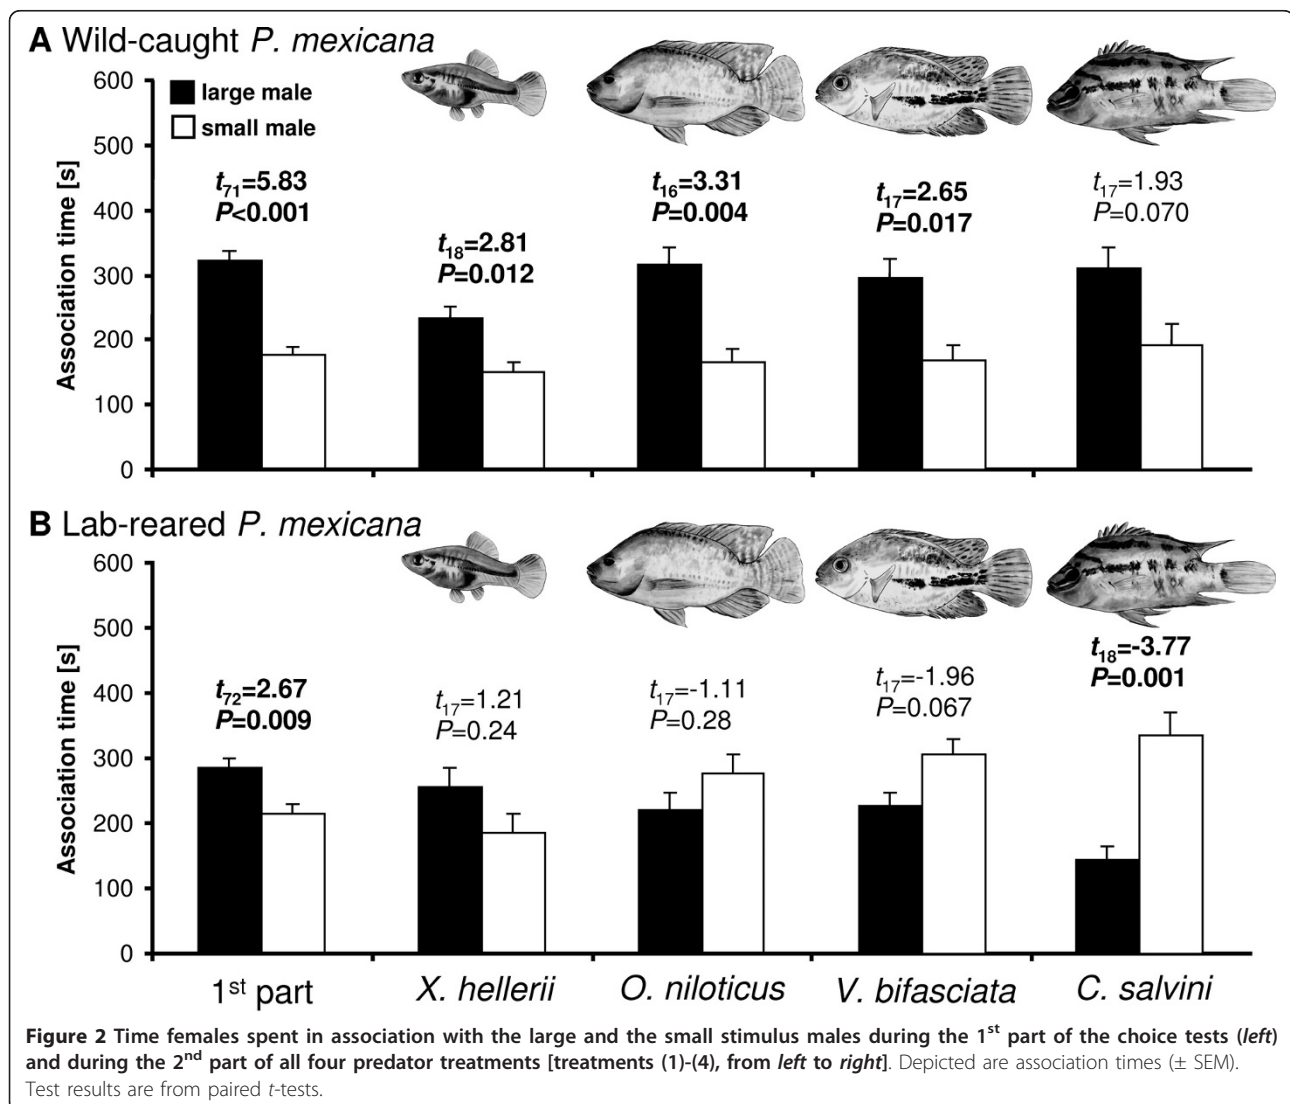 A Wild-caught P. mexicana
600
500
400
300
200
100
0
Association time [s]
large male
small male
t71=5.83
P<0.001
t18=2.81
P=0.012
t16=3.31
P=0.004
t17=2.65
P=0.017
t17=1.93
P=0.070
B Lab-reared P. mexicana
600
500
400
300
200
100
0
Association time [s]
t72=2.67
P=0.009
t17=1.21
P=0.24
t17=-1.11
P=0.28
t17=-1.96
P=0.067
t18=-3.77
P=0.001
1st part
X. hellerii
O. niloticus
V. bifasciata
C. salvini
Figure 2 Time females spent in association with the large and the small stimulus males during the 1st part of the choice tests (left)
and during the 2nd part of all four predator treatments [treatments (1)-(4), from left to right]. Depicted are association times (± SEM).
Test results are from paired t-tests.